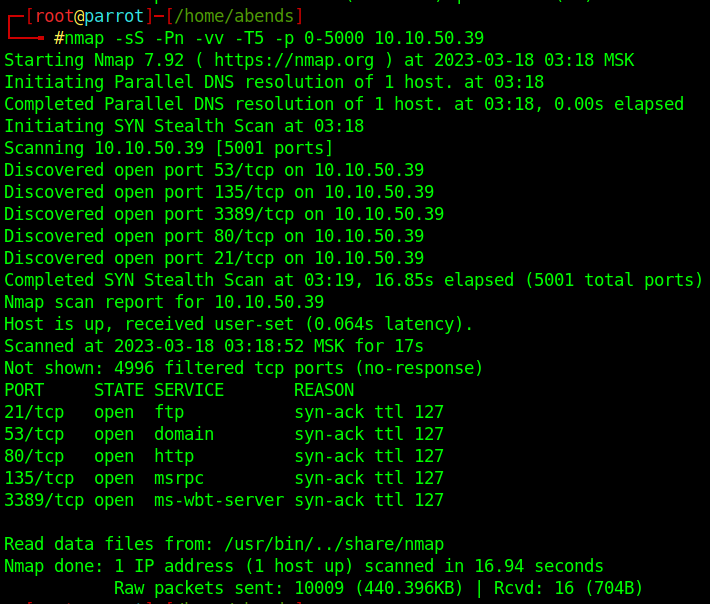 ┌─[root@parrot]─[/home/abends]
└──╼ #nmap -sS -Pn -vv -T5 -p 0-5000 10.10.50.39
Starting Nmap 7.92 ( https://nmap.org ) at 2023-03-18 03:18 MSK
Initiating Parallel DNS resolution of 1 host. at 03:18
Completed Parallel DNS resolution of 1 host. at 03:18, 0.00s elapsed
Initiating SYN Stealth Scan at 03:18
Scanning 10.10.50.39 [5001 ports]
Discovered open port 53/tcp on 10.10.50.39
Discovered open port 135/tcp on 10.10.50.39
Discovered open port 3389/tcp on 10.10.50.39
Discovered open port 80/tcp on 10.10.50.39
Discovered open port 21/tcp on 10.10.50.39
Completed SYN Stealth Scan at 03:19, 16.85s elapsed (5001 total ports)
Nmap scan report for 10.10.50.39
Host is up, received user-set (0.064s latency).
Scanned at 2023-03-18 03:18:52 MSK for 17s
Not shown: 4996 filtered tcp ports (no-response)
PORT     STATE SERVICE       REASON
21/tcp   open  ftp           syn-ack ttl 127
53/tcp   open  domain        syn-ack ttl 127
80/tcp   open  http          syn-ack ttl 127
135/tcp  open  msrpc         syn-ack ttl 127
3389/tcp open  ms-wbt-server syn-ack ttl 127
Read data files from: /usr/bin/../share/nmap
Nmap done: 1 IP address (1 host up) scanned in 16.94 seconds
Raw packets sent: 10009 (440.396KB) | Rcvd: 16 (704B)